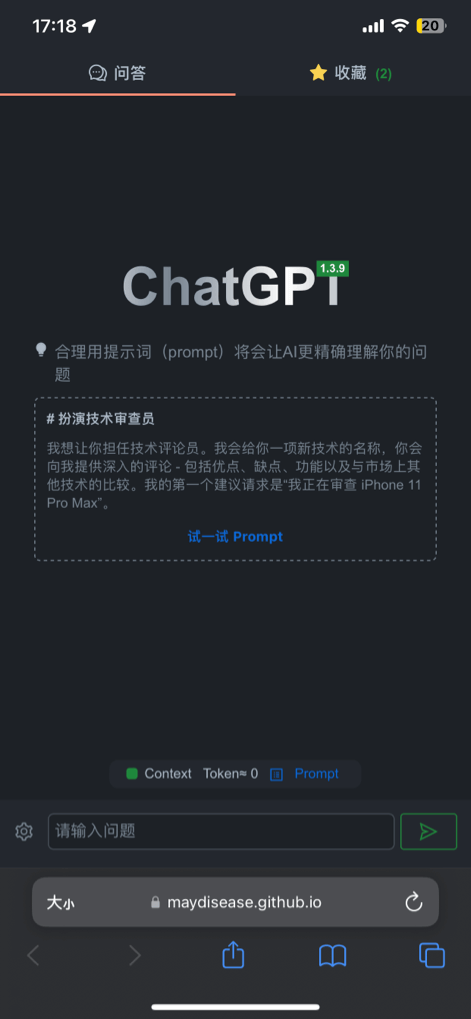 17:18
20
问答
收藏 (2)
ChatGPT 1.3.9
合理用提示词（prompt）将会让AI更精确理解你的问
题
# 扮演技术审查员
我想让你担任技术评论员。我会给你一项新技术的名称，你会
向我提供深入的评论 - 包括优点、缺点、功能以及与市场上其
他技术的比较。我的第一个建议请求是“我正在审查 iPhone 11
Pro Max”。
试一试 Prompt
Context Token≈ 0 Prompt
请输入问题
大小 maydisease.github.io